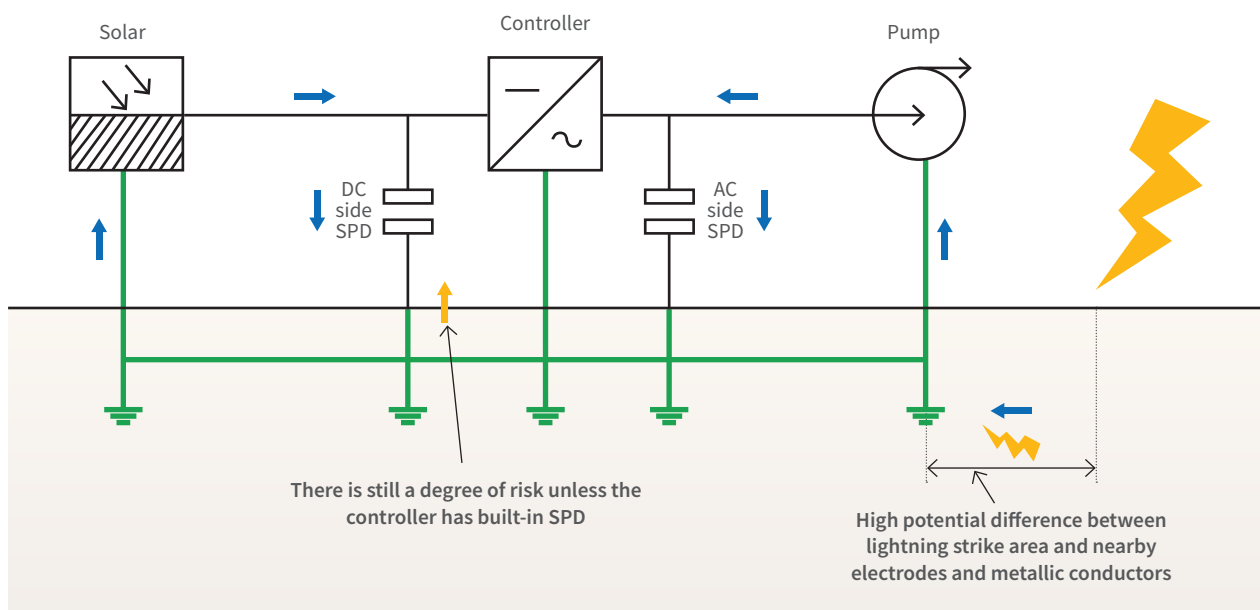 Solar
Controller
Pump
DC
side
SPD
AC
side
SPD
There is still a degree of risk unless the
controller has built-in SPD
High potential difference between
lightning strike area and nearby
electrodes and metallic conductors